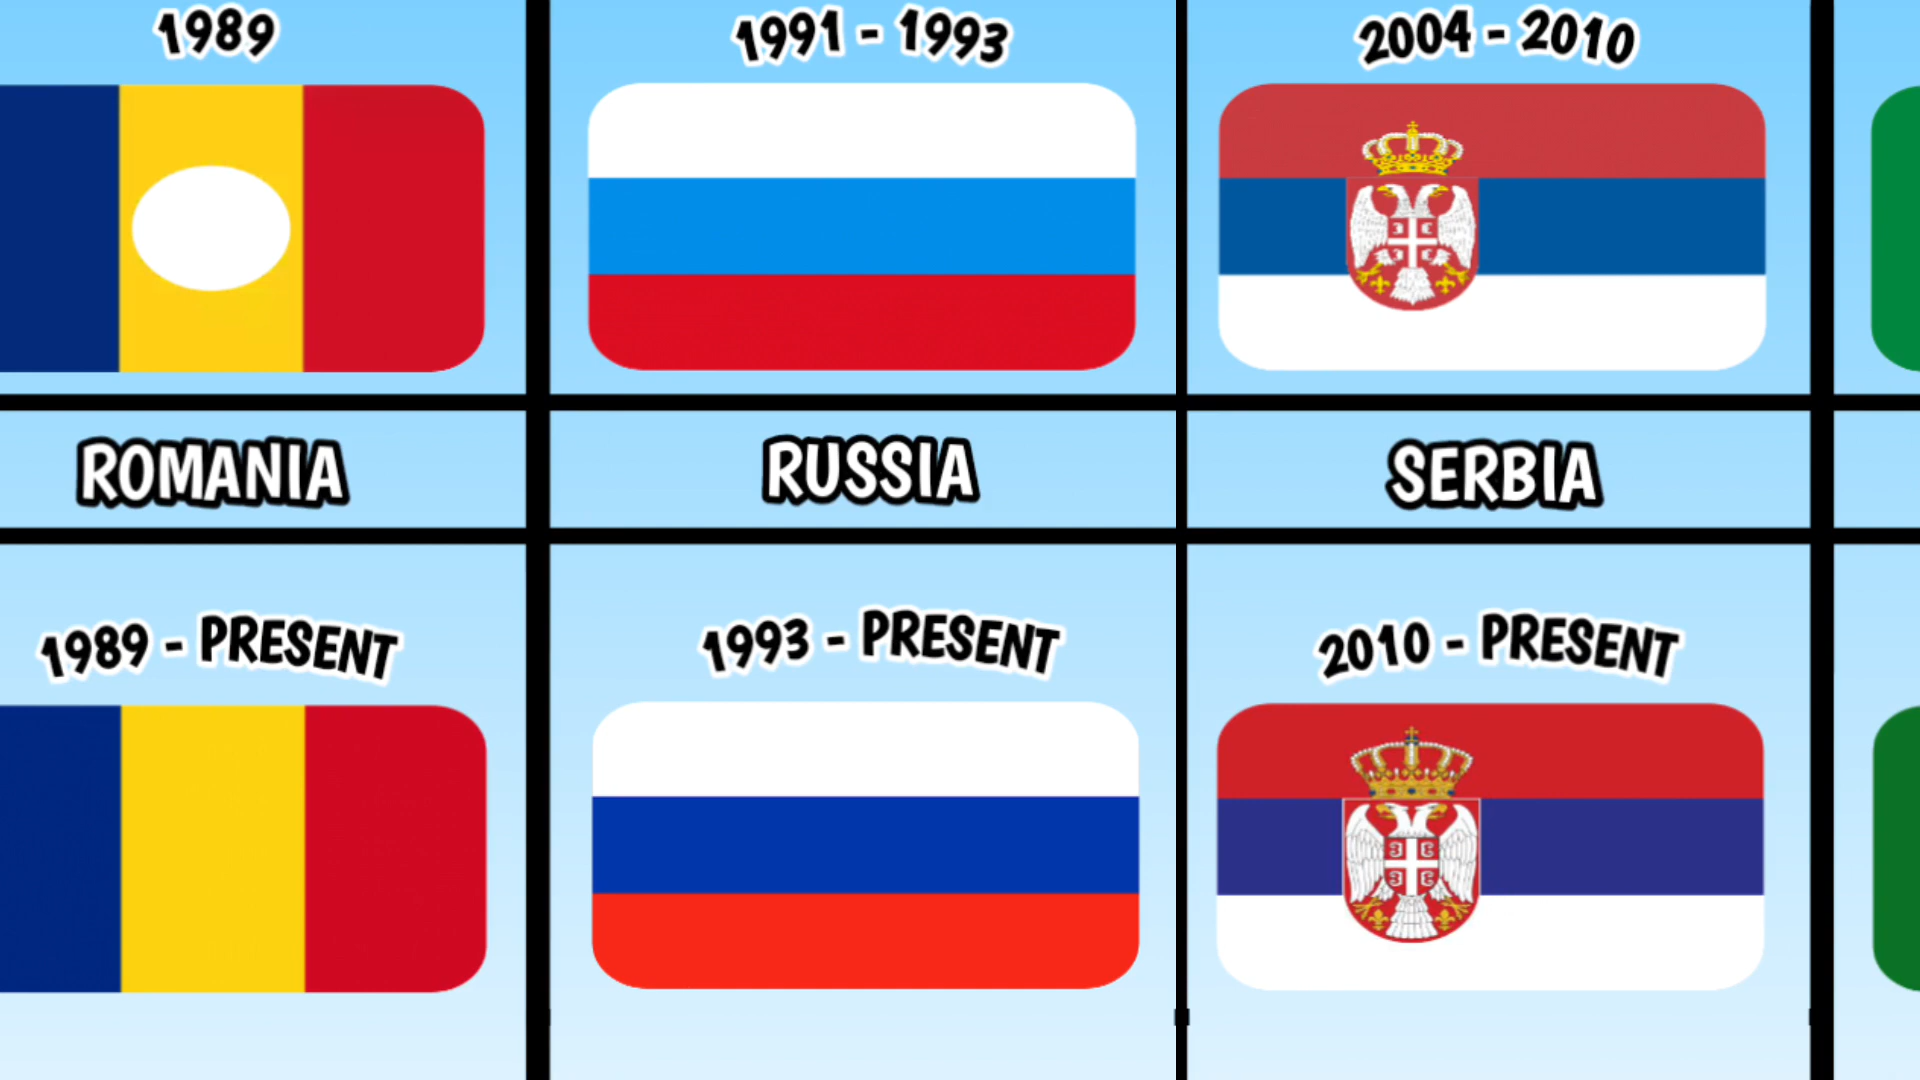 1989
1991 - 1993
2004 - 2010
ROMANIA
RUSSIA
SERBIA
1989 - PRESENT
1993 - PRESENT
2010 - PRESENT